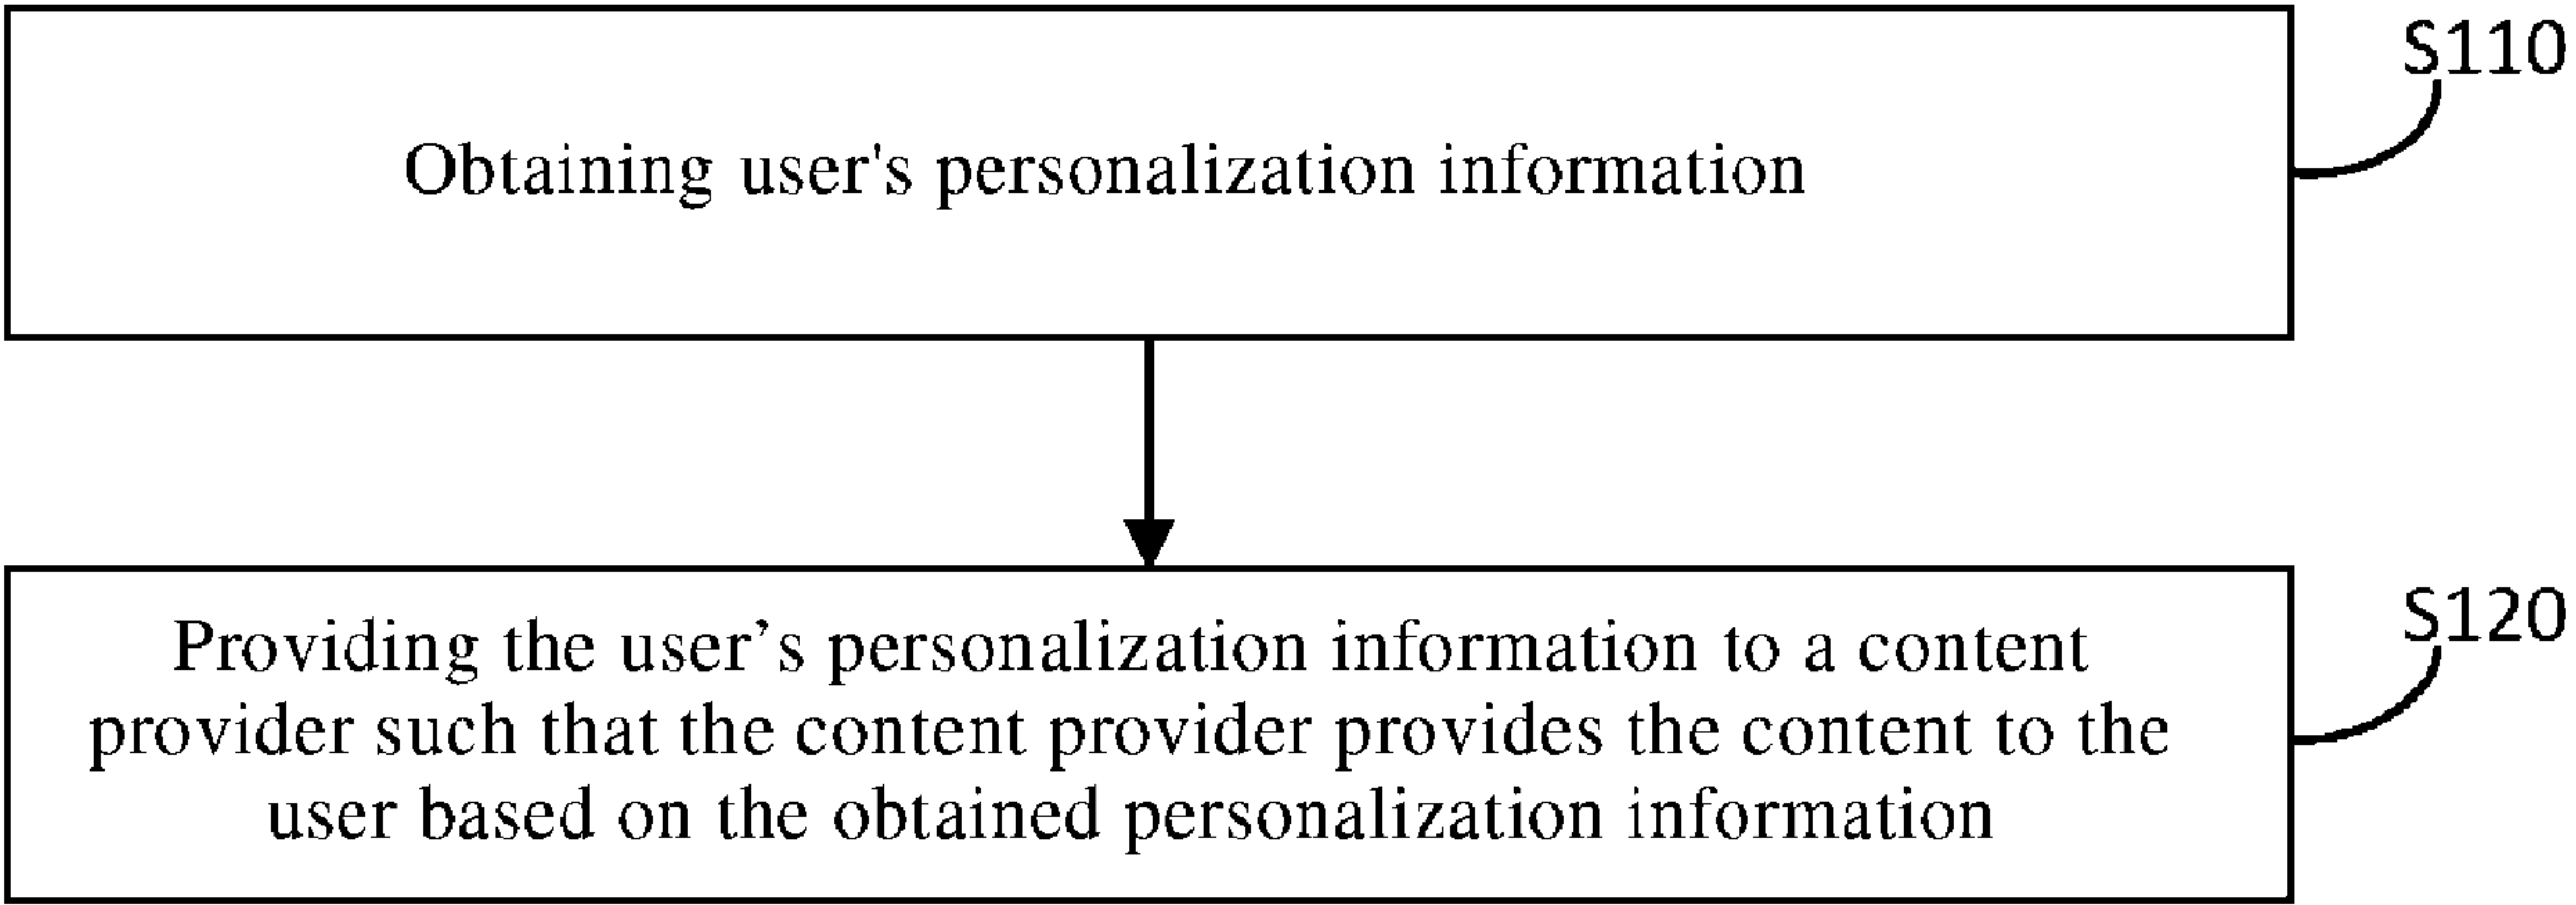 S110
Obtaining user's personalization information
S120
Providing the user’s personalization information to a content
provider such that the content provider provides the content to the
user based on the obtained personalization information